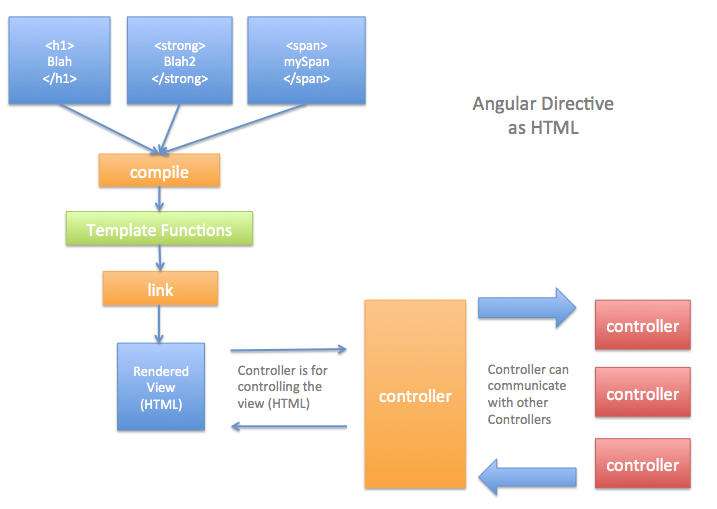 <h1>
Blah
</h1>
<strong>
Blah2
</strong>
<span>
mySpan
</span>
Angular Directive
as HTML
compile
Template Functions
link
Rendered
View
(HTML)
Controller is for
controlling the
view (HTML)
controller
Controller can
communicate
with other
Controllers
controller
controller
controller